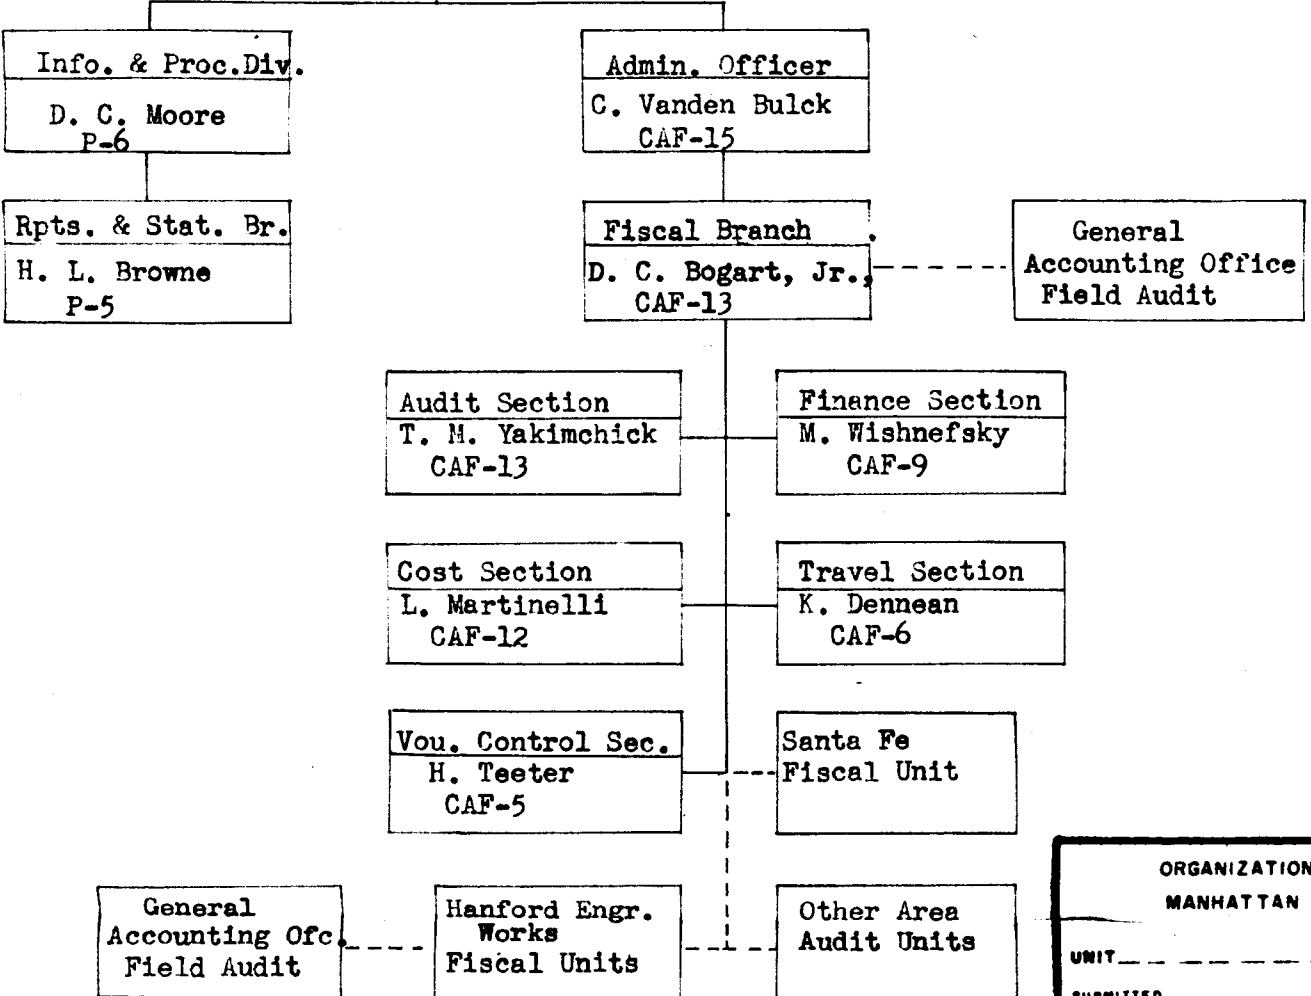 Info. & Proc.Div.
D. C. Moore
P-6
Admin. Officer
C. Vanden Bulck
CAF-15
Rpts. & Stat. Br.
H. L. Browne
P-5
Fiscal Branch
D. C. Bogart, Jr.,
CAF-13
General
Accounting Office
Field Audit
Audit Section
T. M. Yakimchick
CAF-13
Finance Section
M. Wishnefsky
CAF-9
Cost Section
L. Martinelli
CAF-12
Travel Section
K. Dennean
CAF-6
Vou. Control Sec.
H. Teeter
CAF-5
Santa Fe
Fiscal Unit
General
Accounting Ofc.
Field Audit
Hanford Engr.
Works
Fiscal Units
Other Area
Audit Units
ORGANIZATION
MANHATTAN
UNIT
SUBMITTED